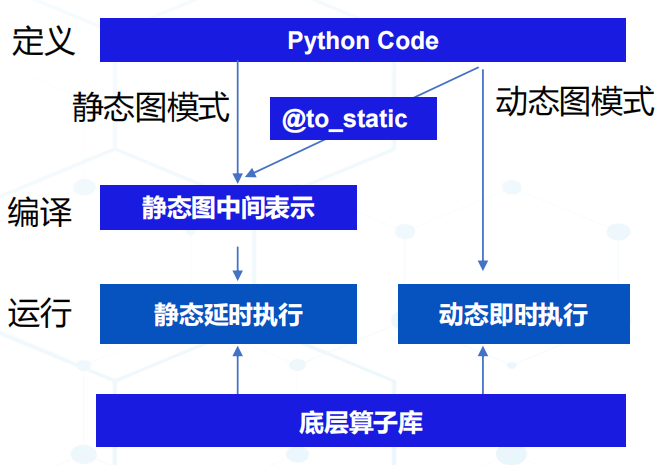 定义
Python Code
静态图模式
@to_static
动态图模式
编译
静态图中间表示
运行
静态延时执行
动态即时执行
底层算子库